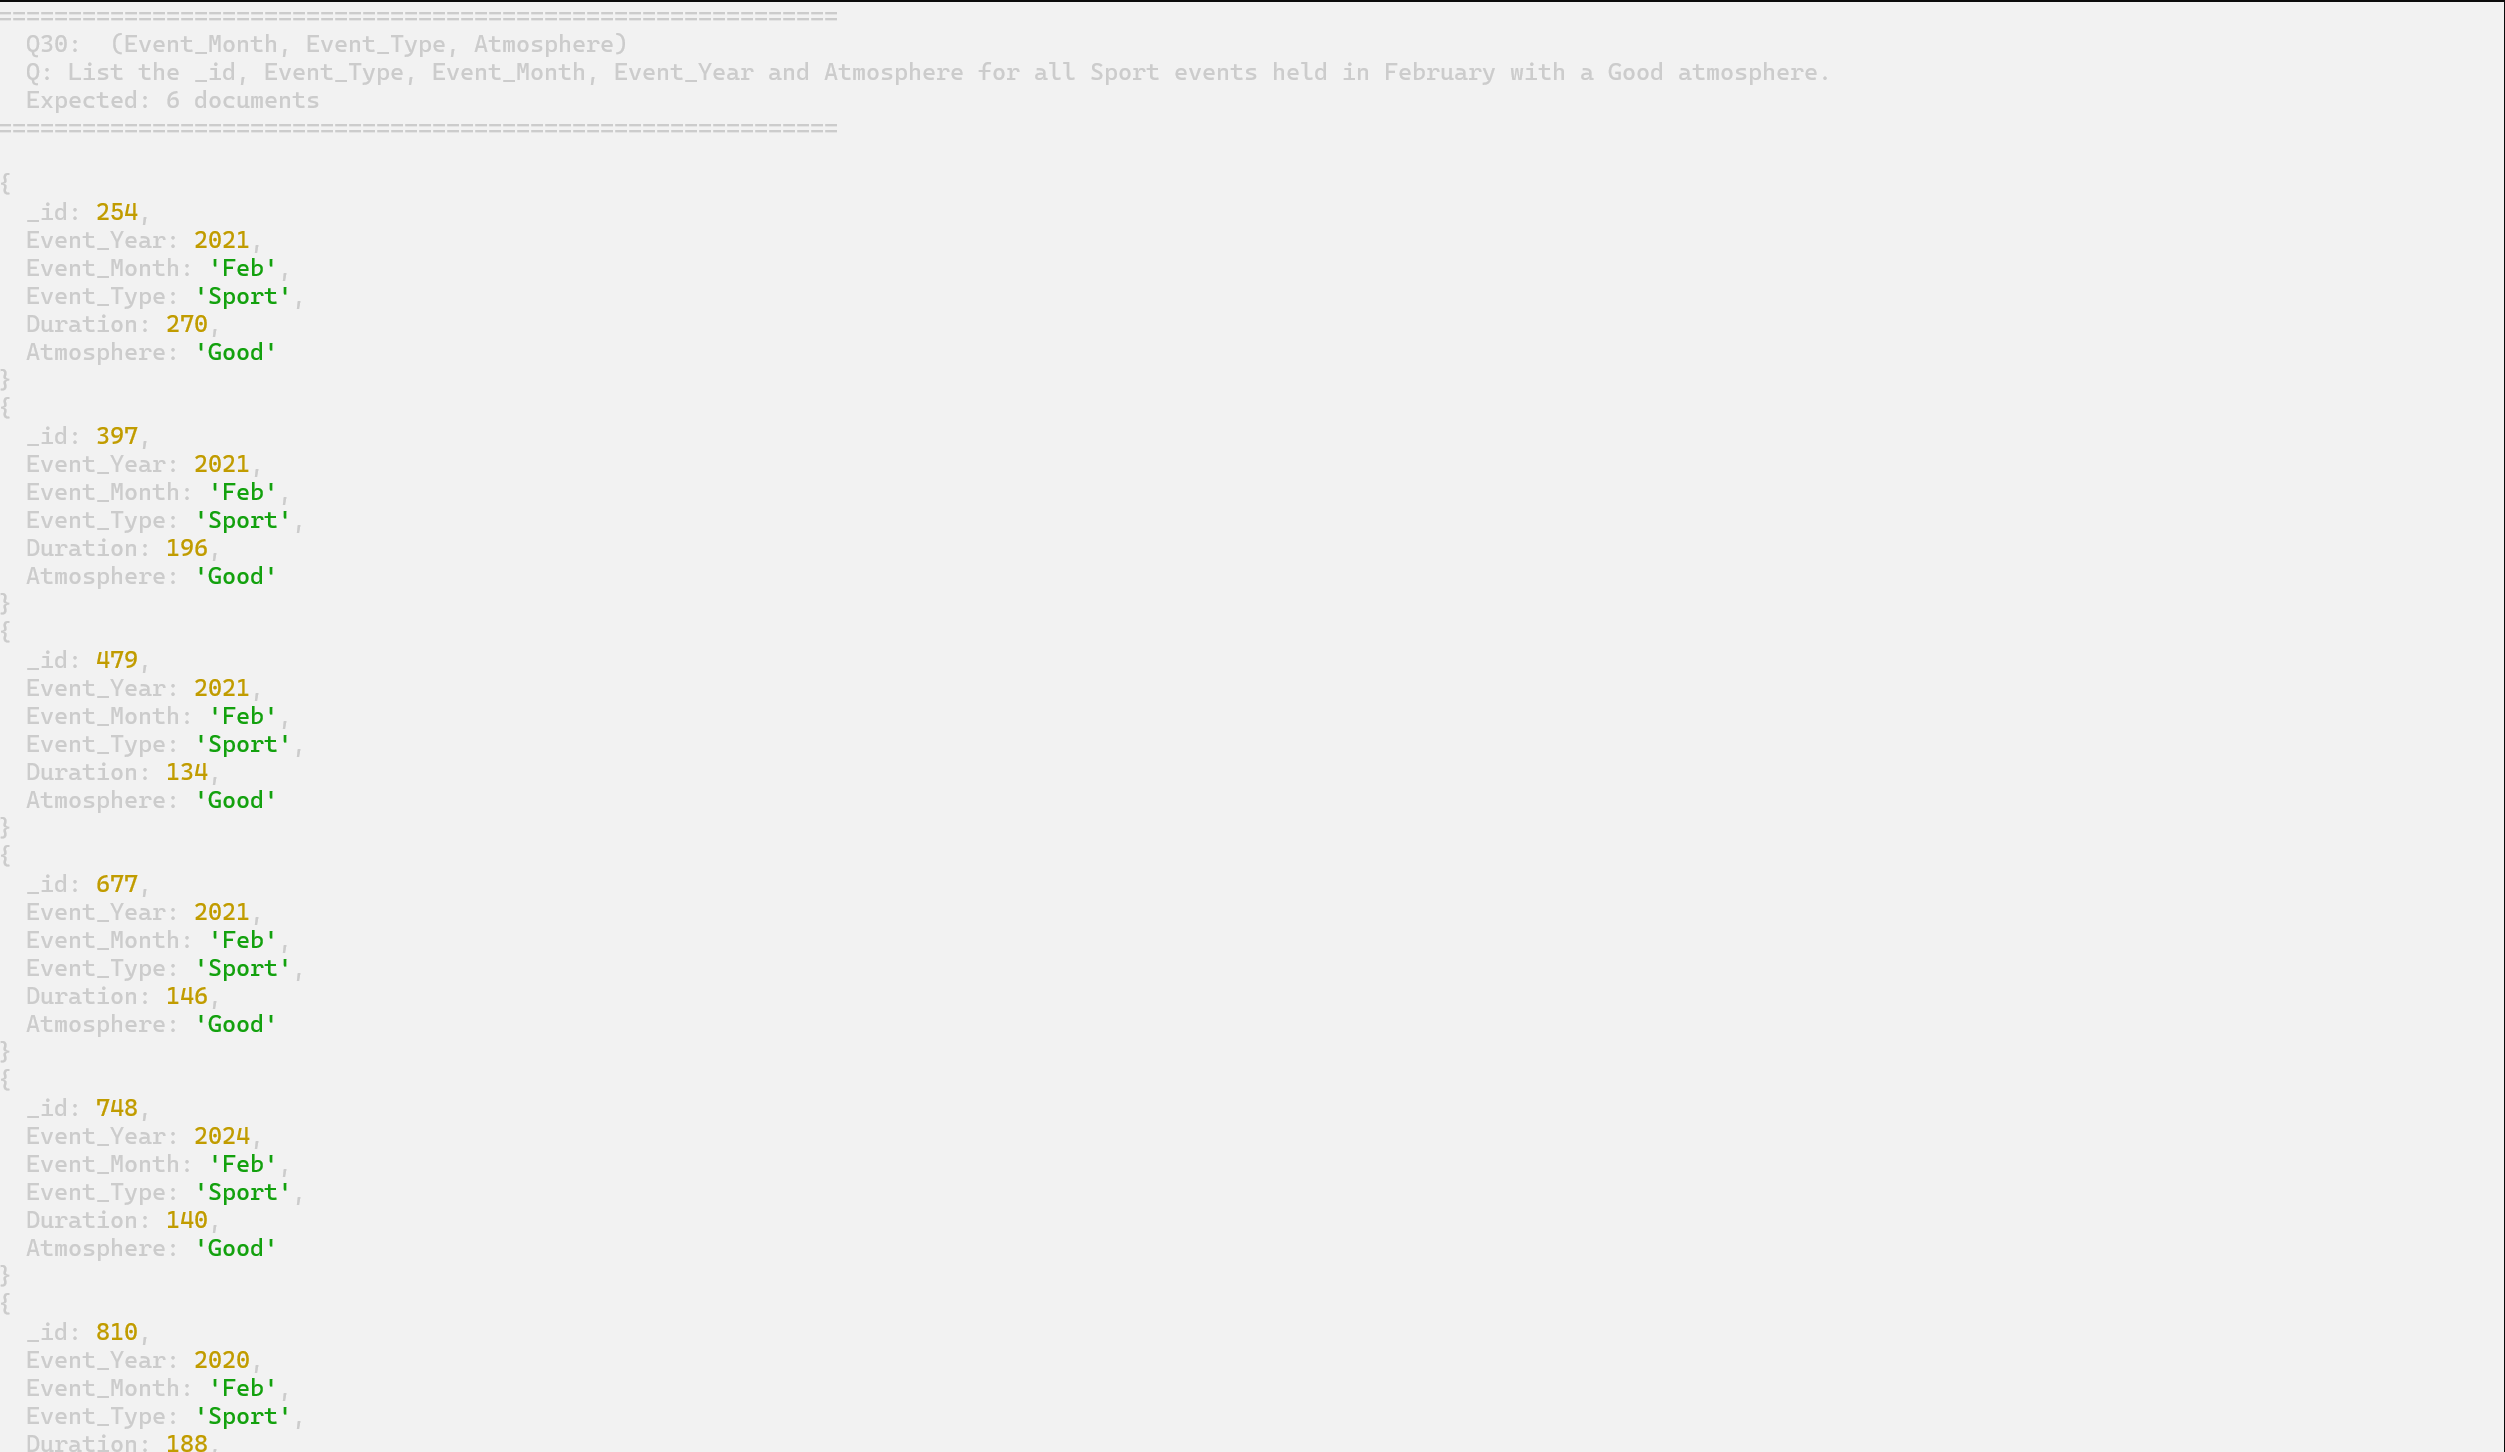 ============================================================
Q30:  (Event_Month, Event_Type, Atmosphere)
Q: List the _id, Event_Type, Event_Month, Event_Year and Atmosphere for all Sport events held in February with a Good atmosphere.
Expected: 6 documents
============================================================
{
_id: 254,
Event_Year: 2021,
Event_Month: 'Feb',
Event_Type: 'Sport',
Duration: 270,
Atmosphere: 'Good'
}
{
_id: 397,
Event_Year: 2021,
Event_Month: 'Feb',
Event_Type: 'Sport',
Duration: 196,
Atmosphere: 'Good'
}
{
_id: 479,
Event_Year: 2021,
Event_Month: 'Feb',
Event_Type: 'Sport',
Duration: 134,
Atmosphere: 'Good'
}
{
_id: 677,
Event_Year: 2021,
Event_Month: 'Feb',
Event_Type: 'Sport',
Duration: 146,
Atmosphere: 'Good'
}
{
_id: 748,
Event_Year: 2024,
Event_Month: 'Feb',
Event_Type: 'Sport',
Duration: 140,
Atmosphere: 'Good'
}
{
_id: 810,
Event_Year: 2020,
Event_Month: 'Feb',
Event_Type: 'Sport',
Duration: 188,